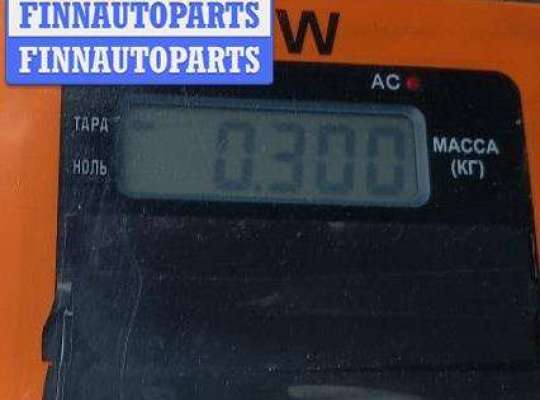 FINNAUTOPARTS
FINNAUTOPARTS
W
AC
ТАРА
0.300
МАССА
НОЛЬ
(КГ)